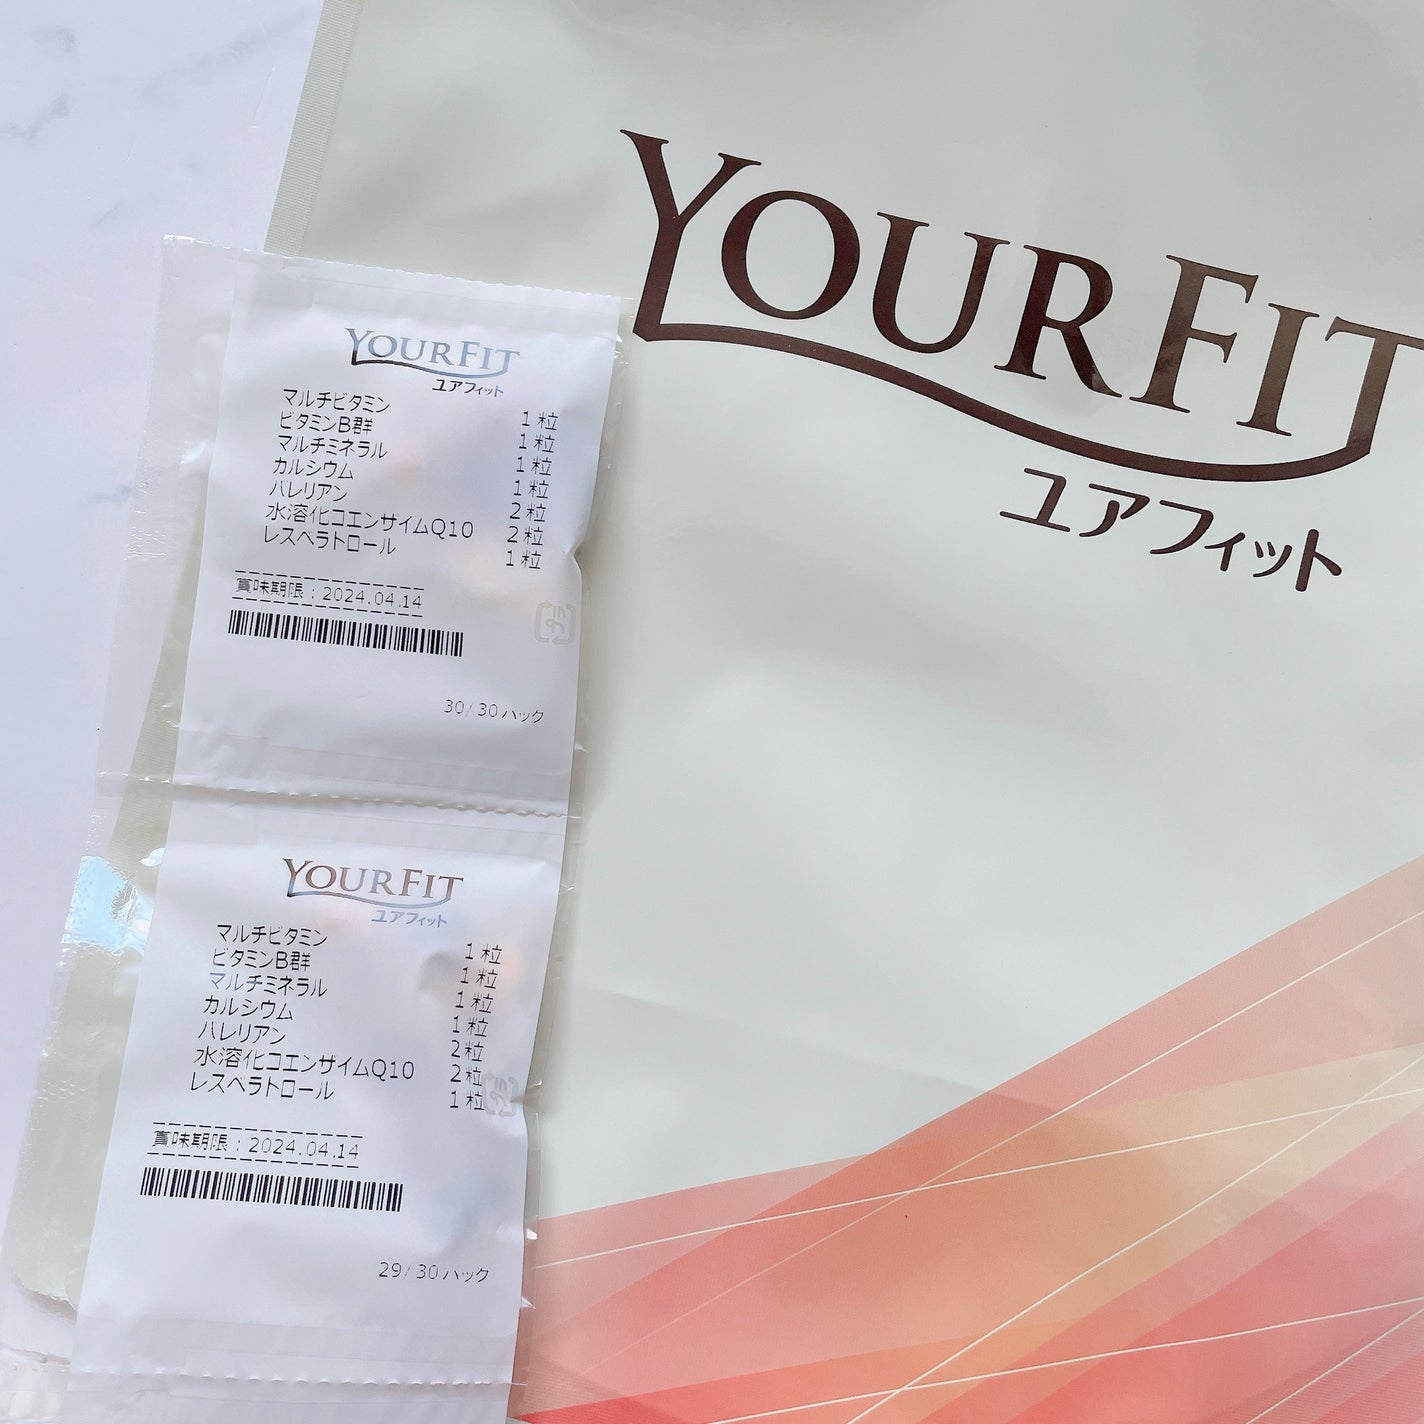 YOURFIT
ユアフィット
YOURFIT
ユアフィット
マルチビタミン 1粒
ビタミンB群 1粒
マルチミネラル 1粒
カルシウム 1粒
バレリアン 2粒
水溶化コエンザイムQ10 2粒
レスベラトロール 1粒
賞味期限:2024.04.14
プラ
30/30パック
YOURFIT
ユアフィット
マルチビタミン 1粒
ビタミンB群 1粒
マルチミネラル 1粒
カルシウム 1粒
バレリアン 2粒
水溶化コエンザイムQ10 2粒
レスベラトロール 1粒
プラ
賞味期限:2024.04.14
29/30パック